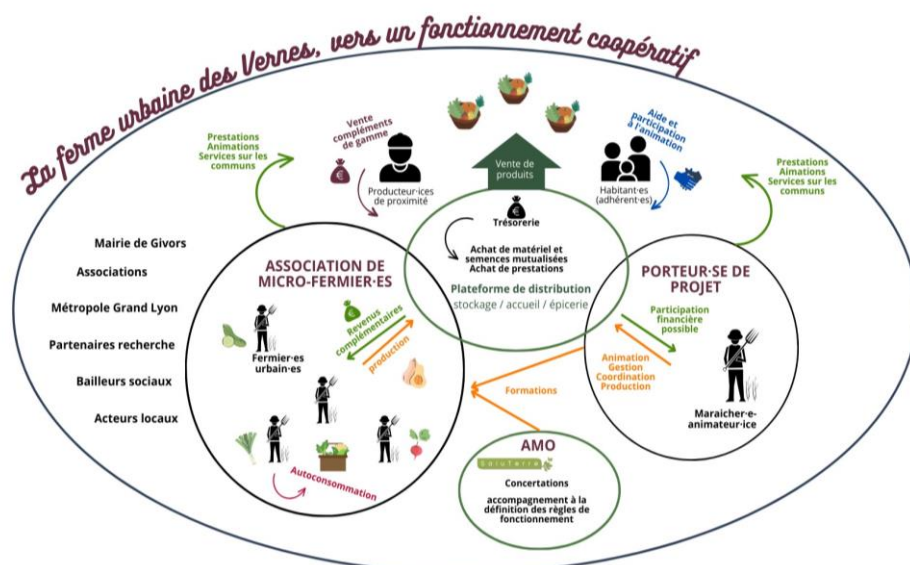 La ferme urbaine des Vernes, vers un fonctionnement coopératif
Prestations
Animations
Services sur les
communs
Vente
compléments
de gamme
€
Producteur·ices
de proximité
Vente de
produits
Aide et
participation
à l'animation
Habitant·es
(adhérent·es)
Prestations
Aimations
Services sur les
communs
Mairie de Givors
Associations
Métropole Grand Lyon
Partenaires recherche
Bailleurs sociaux
Acteurs locaux
ASSOCIATION DE
MICRO-FERMIER·ES
€
Revenus
complémentaires
production
Fermier·es
urbain·es
Autoconsommation
€
Trésorerie
Achat de matériel et
semences mutualisées
Achat de prestations
Plateforme de distribution
stockage / accueil / épicerie
PORTEUR·SE DE
PROJET
Participation
financière
possible
Animation
Gestion
Coordination
Production
Maraicher·e-
animateur·ice
Formations
AMO
Saluterra
Concertations
accompagnement à la
définition des règles de
fonctionnement